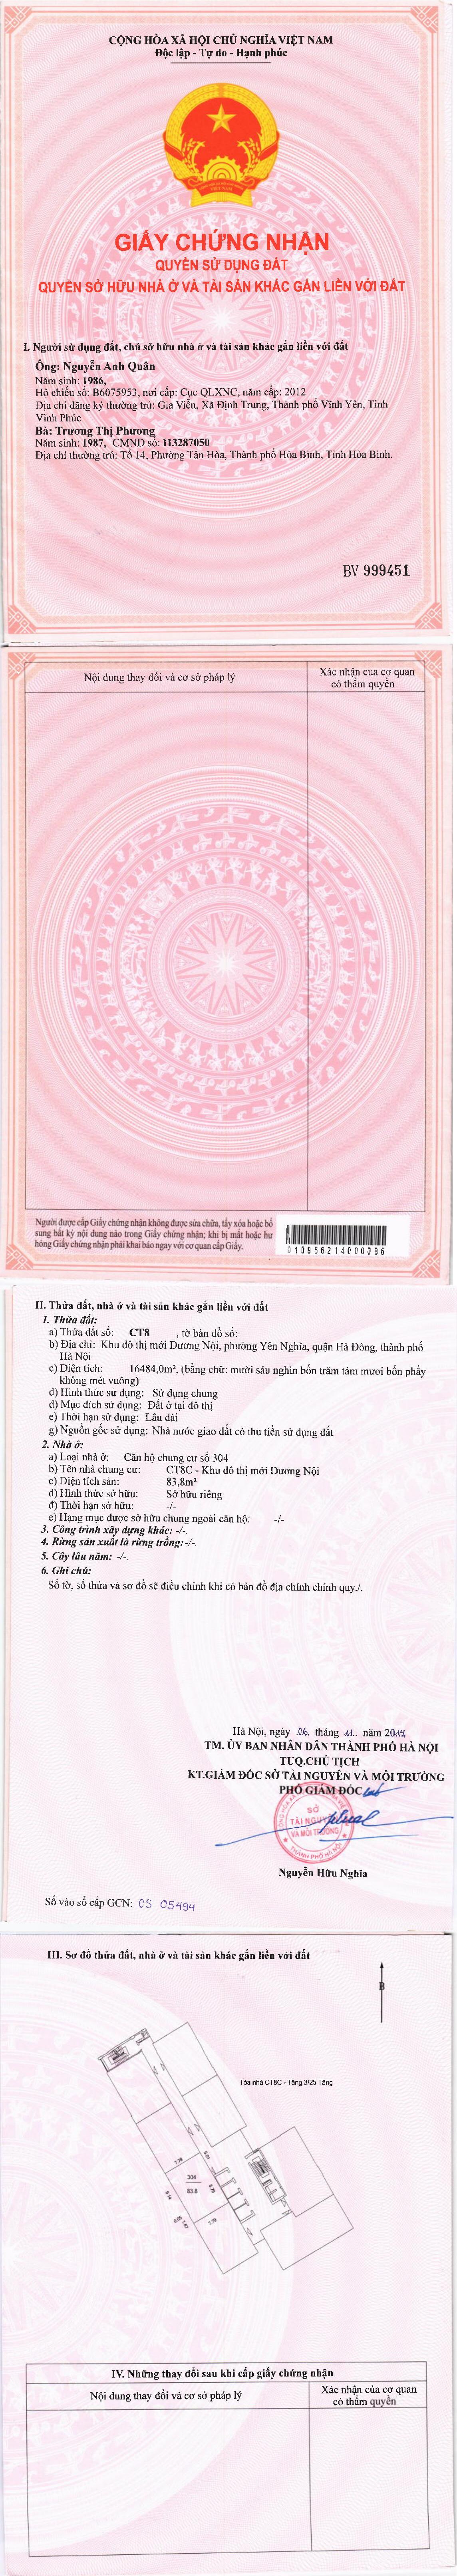 CỘNG HÒA XÃ HỘI CHỦ NGHĨA VIỆT NAM
Độc lập - Tự do - Hạnh phúc
GIẤY CHỨNG NHẬN
QUYỀN SỬ DỤNG ĐẤT
QUYỀN SỞ HỮU NHÀ Ở VÀ TÀI SẢN KHÁC GẮN LIỀN VỚI ĐẤT
I. Người sử dụng đất, chủ sở hữu nhà ở và tài sản khác gắn liền với đất
Ông: Nguyễn Anh Quân
Năm sinh: 1986,
Hộ chiếu số: B6075953, nơi cấp: Cục QLXNC, năm cấp: 2012
Địa chỉ đăng ký thường trú: Gia Viễn, Xã Định Trung, Thành phố Vĩnh Yên, Tỉnh
Vĩnh Phúc
Bà: Trương Thị Phương
Năm sinh: 1987, CMND số: 113287050
Địa chỉ thường trú: Tổ 14, Phường Tân Hòa, Thành phố Hòa Bình, Tỉnh Hòa Bình.
BV 999451
Nội dung thay đổi và cơ sở pháp lý
Xác nhận của cơ quan
có thẩm quyền
Người được cấp Giấy chứng nhận không được sửa chữa, tẩy xóa hoặc bổ
sung bất kỳ nội dung nào trong Giấy chứng nhận; khi bị mất hoặc hư
hỏng Giấy chứng nhận phải khai báo ngay với cơ quan cấp Giấy.
010956214000086
II. Thửa đất, nhà ở và tài sản khác gắn liền với đất
1. Thửa đất:
a) Thửa đất số: CT8 , tờ bản đồ số:
b) Địa chỉ: Khu đô thị mới Dương Nội, phường Yên Nghĩa, quận Hà Đông, thành phố
Hà Nội
c) Diện tích: 16484,0m², (bằng chữ: mười sáu nghìn bốn trăm tám mươi bốn phẩy
không mét vuông)
d) Hình thức sử dụng: Sử dụng chung
đ) Mục đích sử dụng: Đất ở tại đô thị
e) Thời hạn sử dụng: Lâu dài
g) Nguồn gốc sử dụng: Nhà nước giao đất có thu tiền sử dụng đất
2. Nhà ở:
a) Loại nhà ở: Căn hộ chung cư số 304
b) Tên nhà chung cư: CT8C - Khu đô thị mới Dương Nội
c) Diện tích sàn: 83,8m²
d) Hình thức sở hữu: Sở hữu riêng
đ) Thời hạn sở hữu: -/-
e) Hạng mục được sở hữu chung ngoài căn hộ: -/-
3. Công trình xây dựng khác: -/-.
4. Rừng sản xuất là rừng trồng: -/-.
5. Cây lâu năm: -/-.
6. Ghi chú:
Số tờ, số thửa và sơ đồ sẽ điều chỉnh khi có bản đồ địa chính chính quy./.
Hà Nội, ngày 06 tháng 11 năm 2014
TM. ỦY BAN NHÂN DÂN THÀNH PHỐ HÀ NỘI
TUQ.CHỦ TỊCH
KT.GIÁM ĐỐC SỞ TÀI NGUYÊN VÀ MÔI TRƯỜNG
PHÓ GIÁM ĐỐC
SỞ
TÀI NGUYÊN
VÀ MÔI TRƯỜNG
THÀNH PHỐ HÀ NỘI
Nguyễn Hữu Nghĩa
Số vào sổ cấp GCN: CS 05494
III. Sơ đồ thửa đất, nhà ở và tài sản khác gắn liền với đất
B
Tòa nhà CT8C - Tầng 3/25 Tầng
7.79
304
83.8
7.79
IV. Những thay đổi sau khi cấp giấy chứng nhận
Nội dung thay đổi và cơ sở pháp lý
Xác nhận của cơ quan
có thẩm quyền